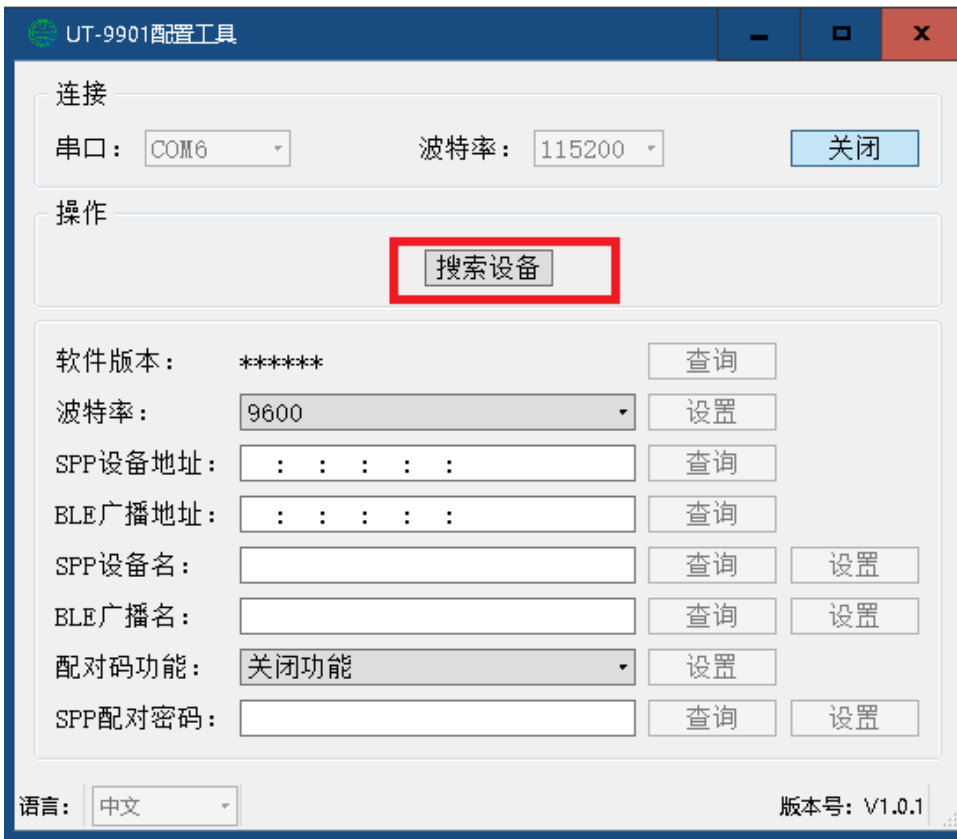 UT-9901配置工具
连接
串口: COM6 波特率: 115200 关闭
操作
搜索设备
软件版本: ****** 查询
波特率: 9600 设置
SPP设备地址: : : : : : 查询
BLE广播地址: : : : : : 查询
SPP设备名: 查询 设置
BLE广播名: 查询 设置
配对码功能: 关闭功能 设置
SPP配对密码: 查询 设置
语言: 中文 版本号: V1.0.1